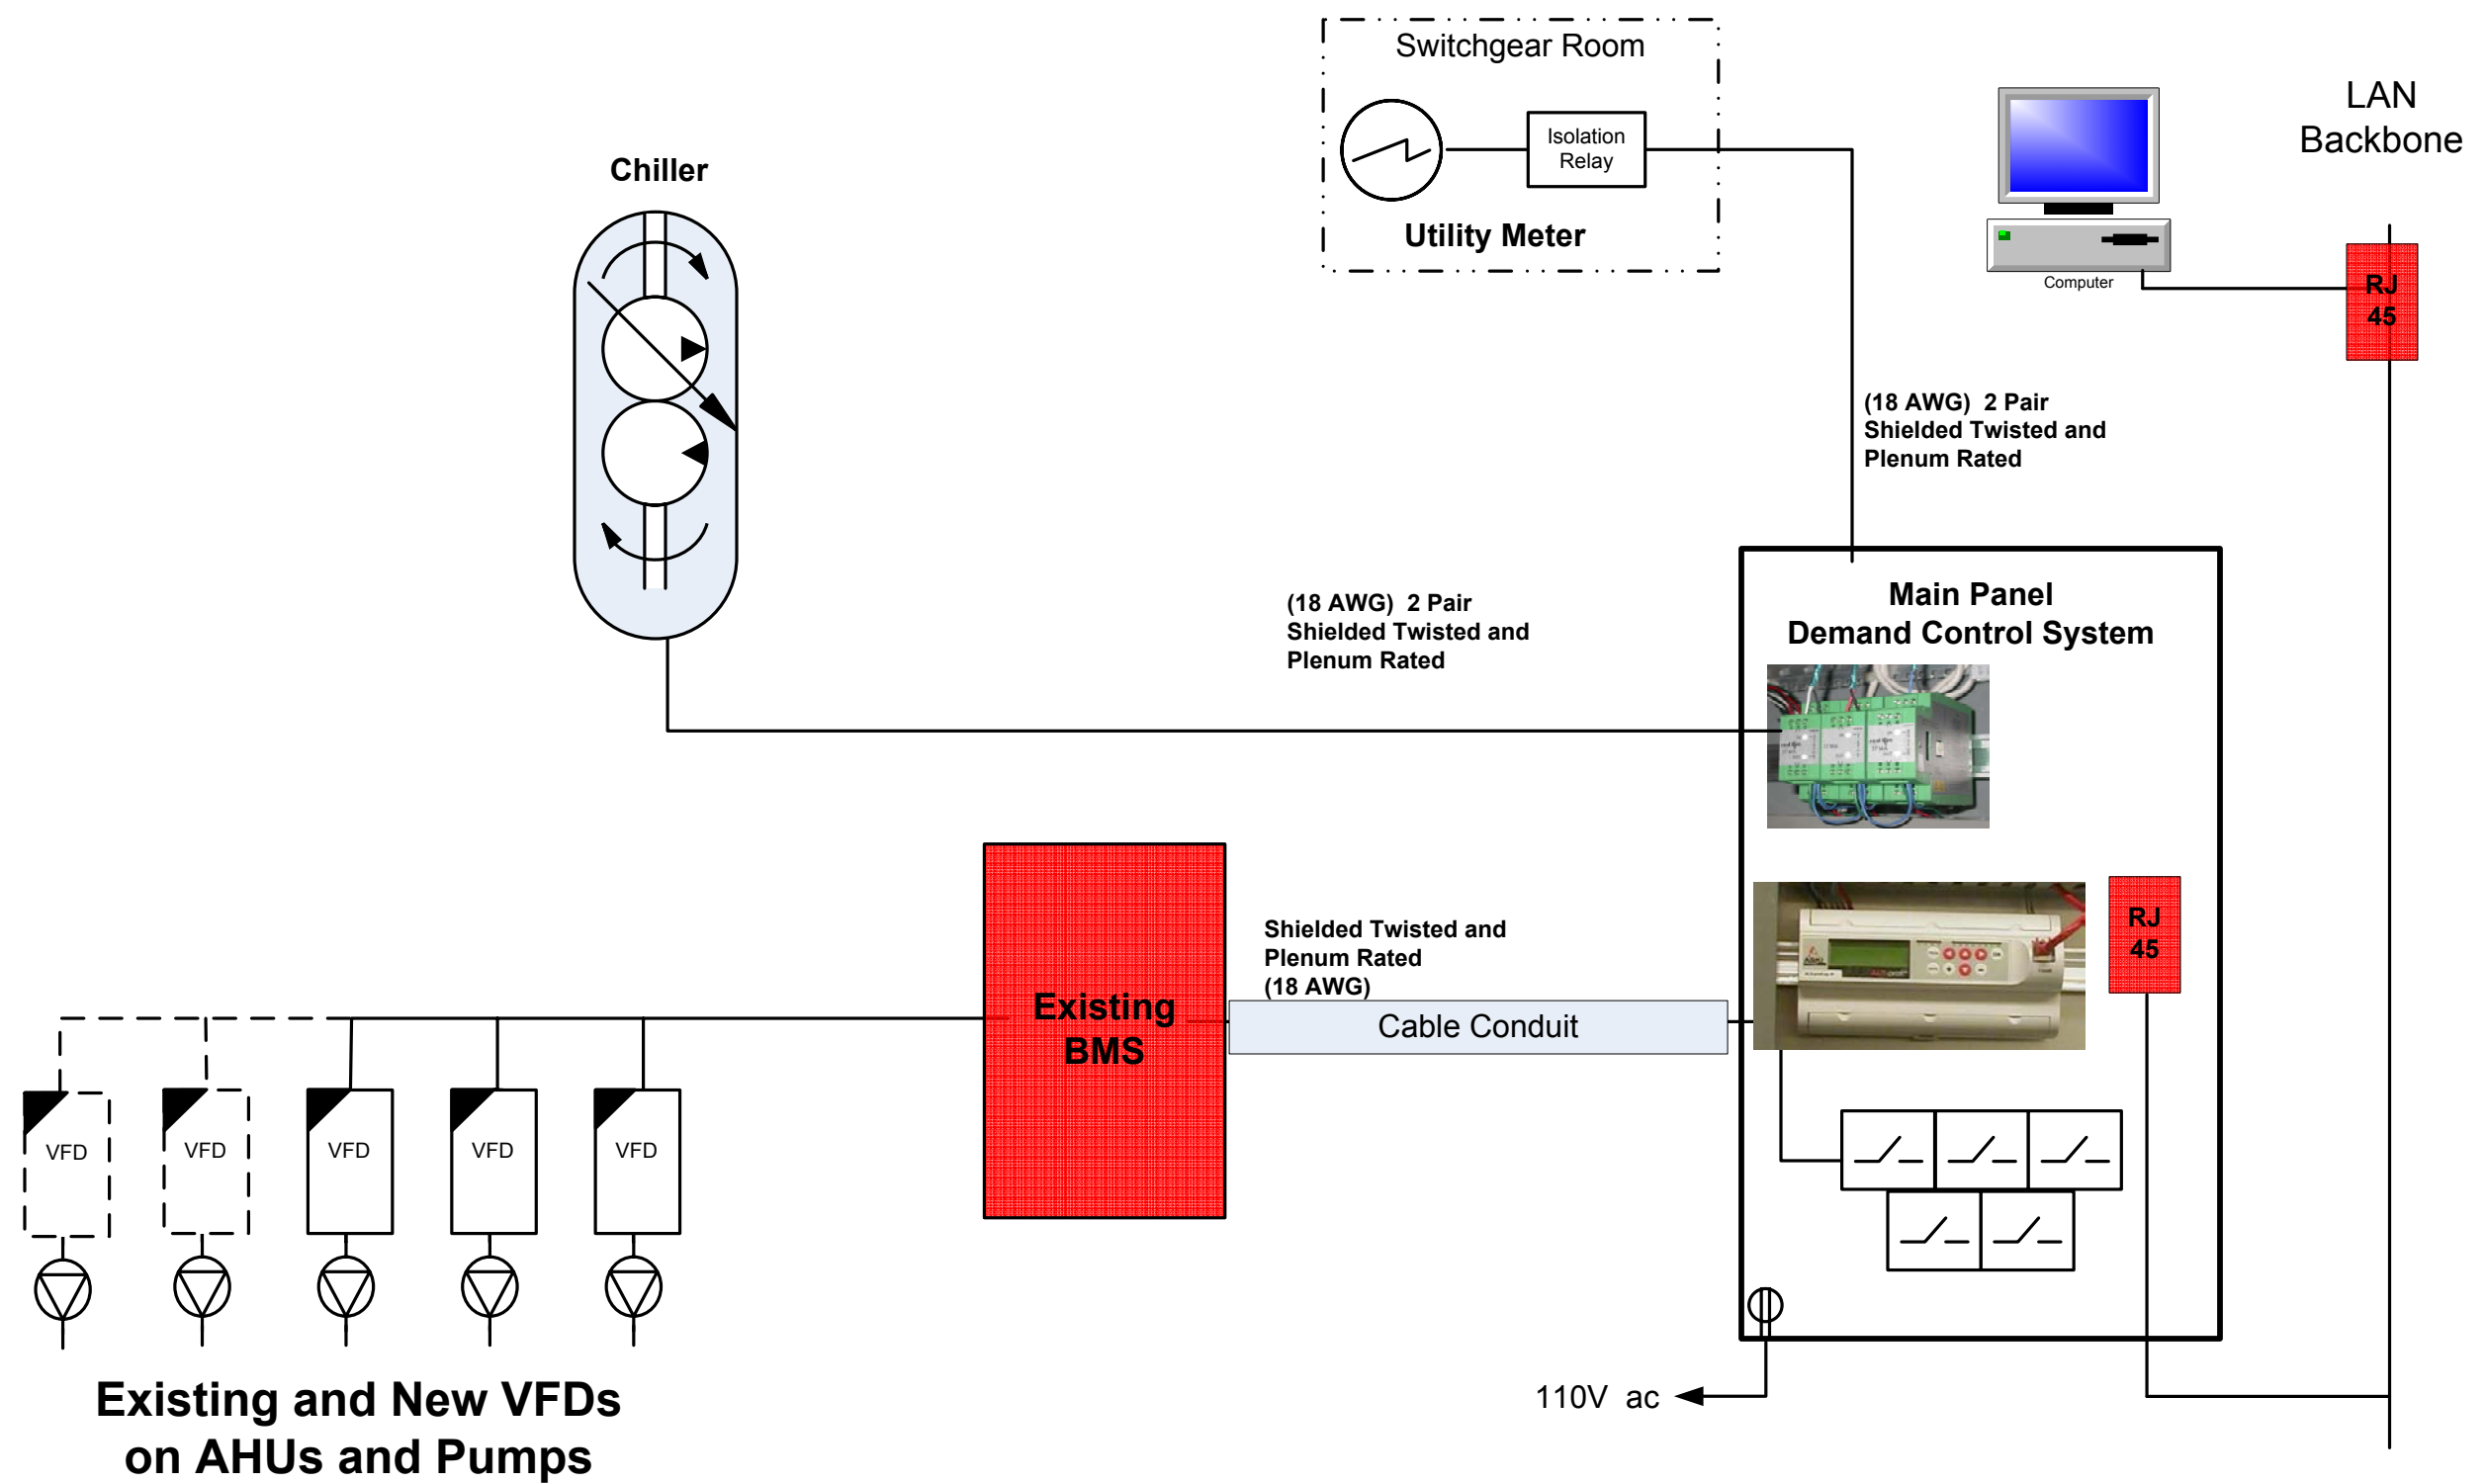 Switchgear Room
Isolation
Relay
Utility Meter
Computer
LAN
Backbone
RJ
45
Chiller
(18 AWG)  2 Pair
Shielded Twisted and
Plenum Rated
(18 AWG)  2 Pair
Shielded Twisted and
Plenum Rated
Main Panel
Demand Control System
RJ
45
Shielded Twisted and
Plenum Rated
(18 AWG)
Cable Conduit
Existing
BMS
VFD
VFD
VFD
VFD
VFD
110V  ac
Existing and New VFDs
on AHUs and Pumps